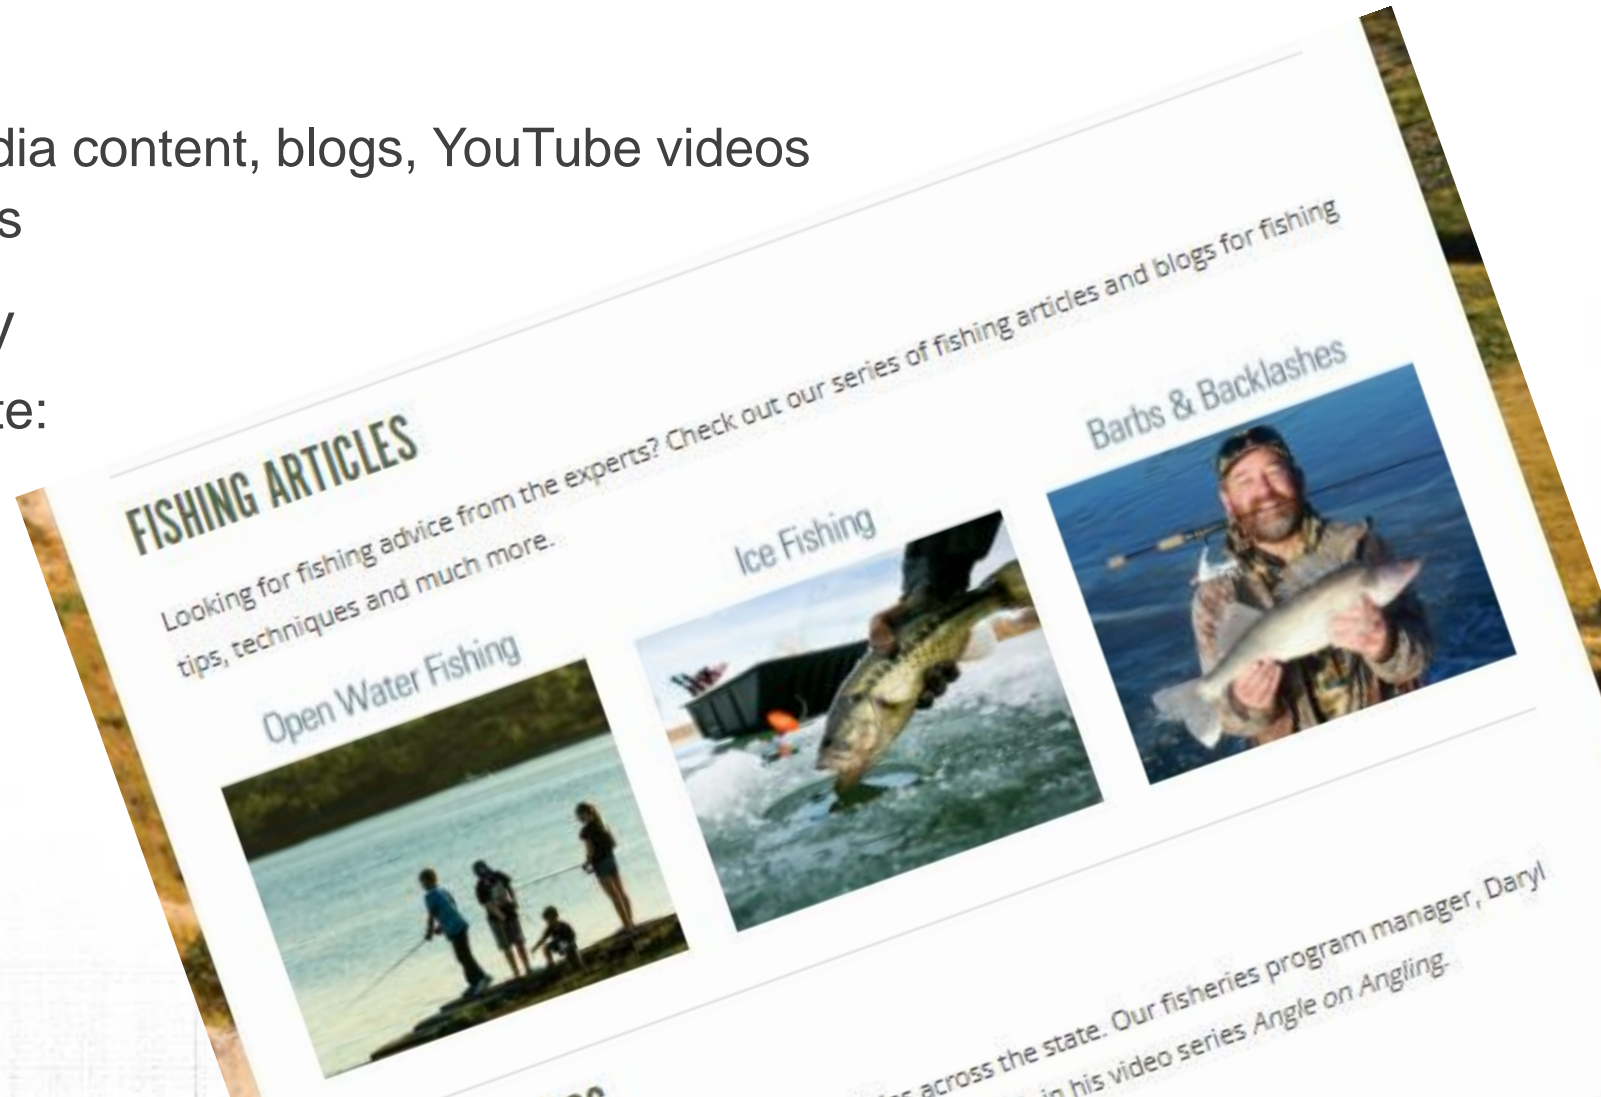 content, blogs, YouTube videos
FISHING ARTICLES
Looking for fishing advice from the experts? Check out our series of fishing articles and blogs for fishing
tips, techniques and much more.
Open Water Fishing
Ice Fishing
Barbs & Backlashes
across the state. Our fisheries program manager, Daryl
in his video series Angle on Angling.